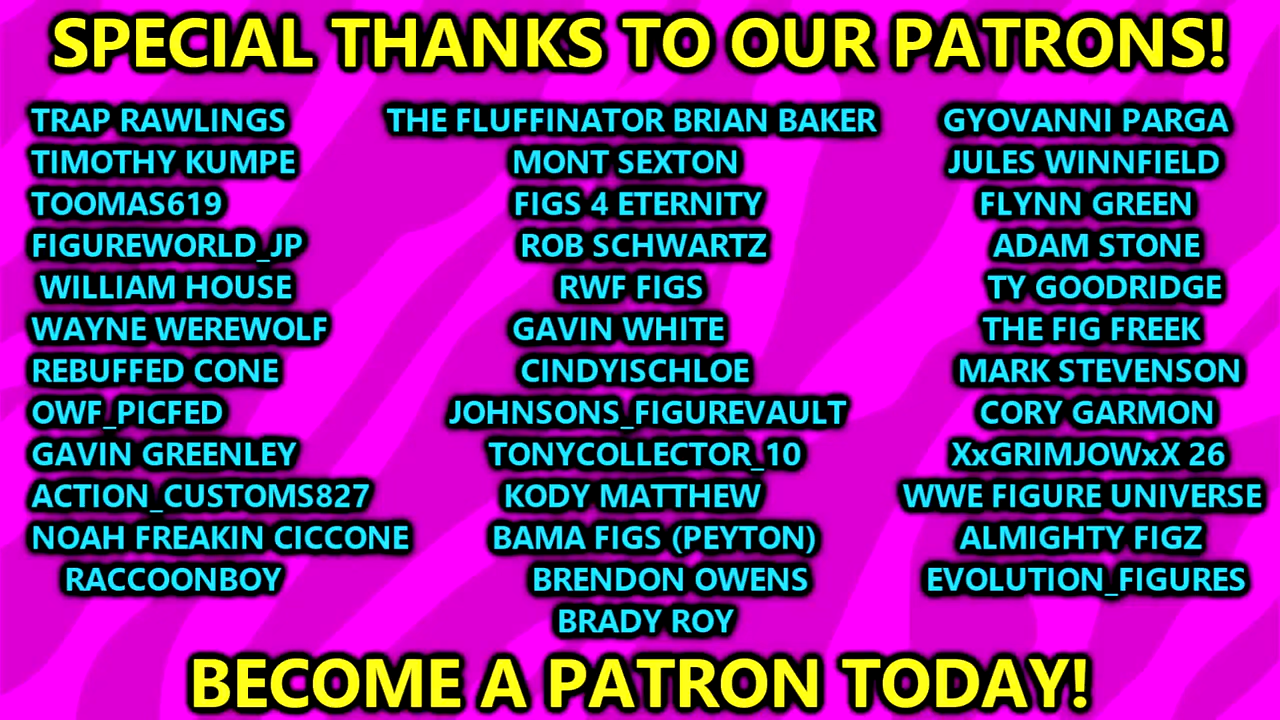 SPECIAL THANKS TO OUR PATRONS!
TRAP RAWLINGS
TIMOTHY KUMPE
TOOMAS619
FIGUREWORLD_JP
WILLIAM HOUSE
WAYNE WEREWOLF
REBUFFED CONE
OWF_PICFED
GAVIN GREENLEY
ACTION_CUSTOMS827
NOAH FREAKIN CICCONE
RACCOONBOY
THE FLUFFINATOR BRIAN BAKER
MONT SEXTON
FIGS 4 ETERNITY
ROB SCHWARTZ
RWF FIGS
GAVIN WHITE
CINDYISCHLOE
JOHNSONS_FIGUREVAULT
TONYCOLLECTOR_10
KODY MATTHEW
BAMA FIGS (PEYTON)
BRENDON OWENS
BRADY ROY
GYOVANNI PARGA
JULES WINNFIELD
FLYNN GREEN
ADAM STONE
TY GOODRIDGE
THE FIG FREEK
MARK STEVENSON
CORY GARMON
XxGRIMJOWxX 26
WWE FIGURE UNIVERSE
ALMIGHTY FIGZ
EVOLUTION_FIGURES
BECOME A PATRON TODAY!